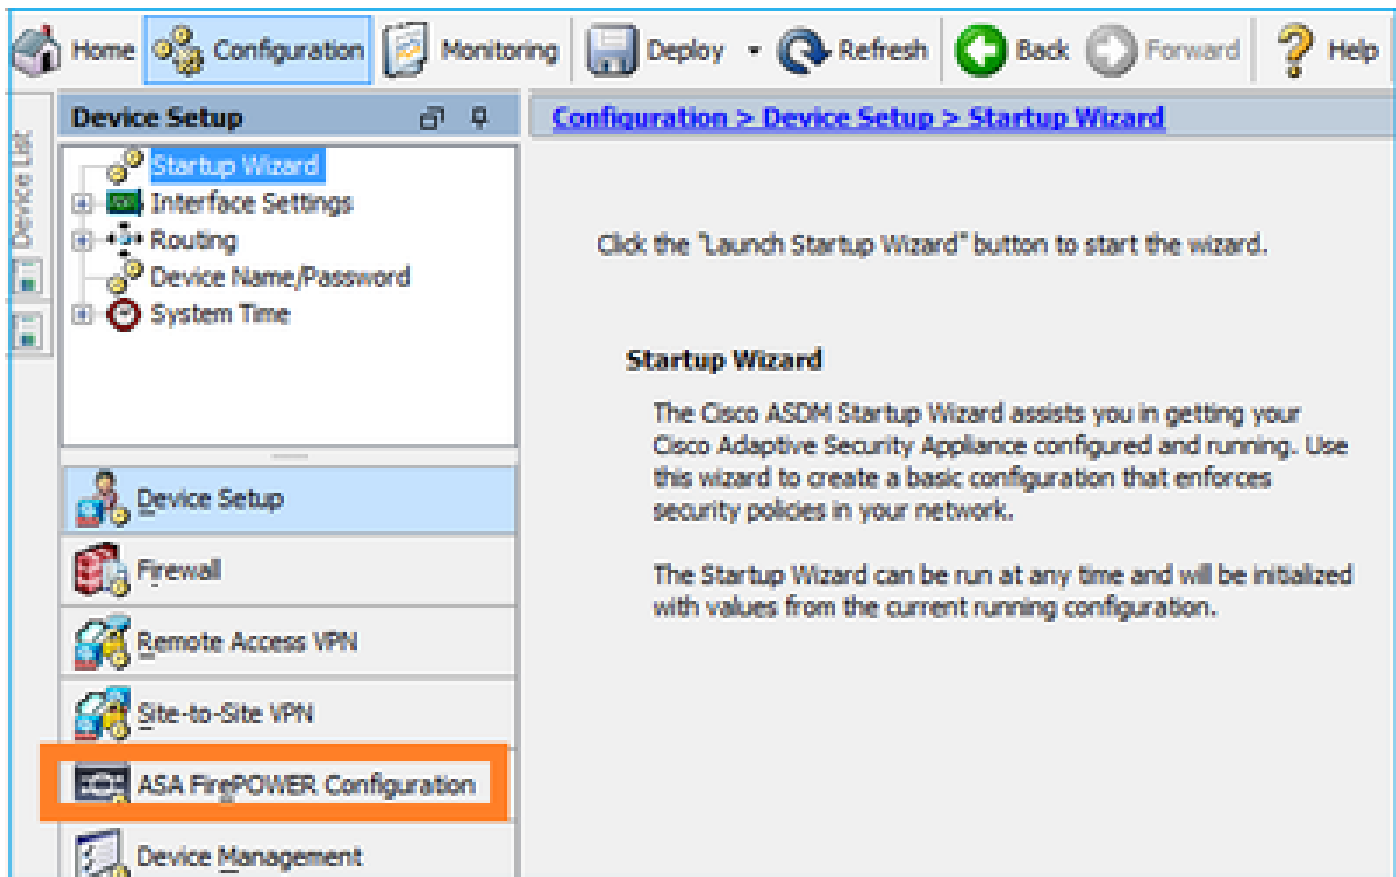 Home Configuration Monitoring Deploy Refresh Back Forward Help
Device List
Device Setup
Startup Wizard
Interface Settings
Routing
Device Name/Password
System Time
Device Setup
Firewall
Remote Access VPN
Site-to-Site VPN
ASA FirePOWER Configuration
Device Management
Configuration > Device Setup > Startup Wizard
Click the "Launch Startup Wizard" button to start the wizard.
Startup Wizard
The Cisco ASDM Startup Wizard assists you in getting your
Cisco Adaptive Security Appliance configured and running. Use
this wizard to create a basic configuration that enforces
security policies in your network.
The Startup Wizard can be run at any time and will be initialized
with values from the current running configuration.